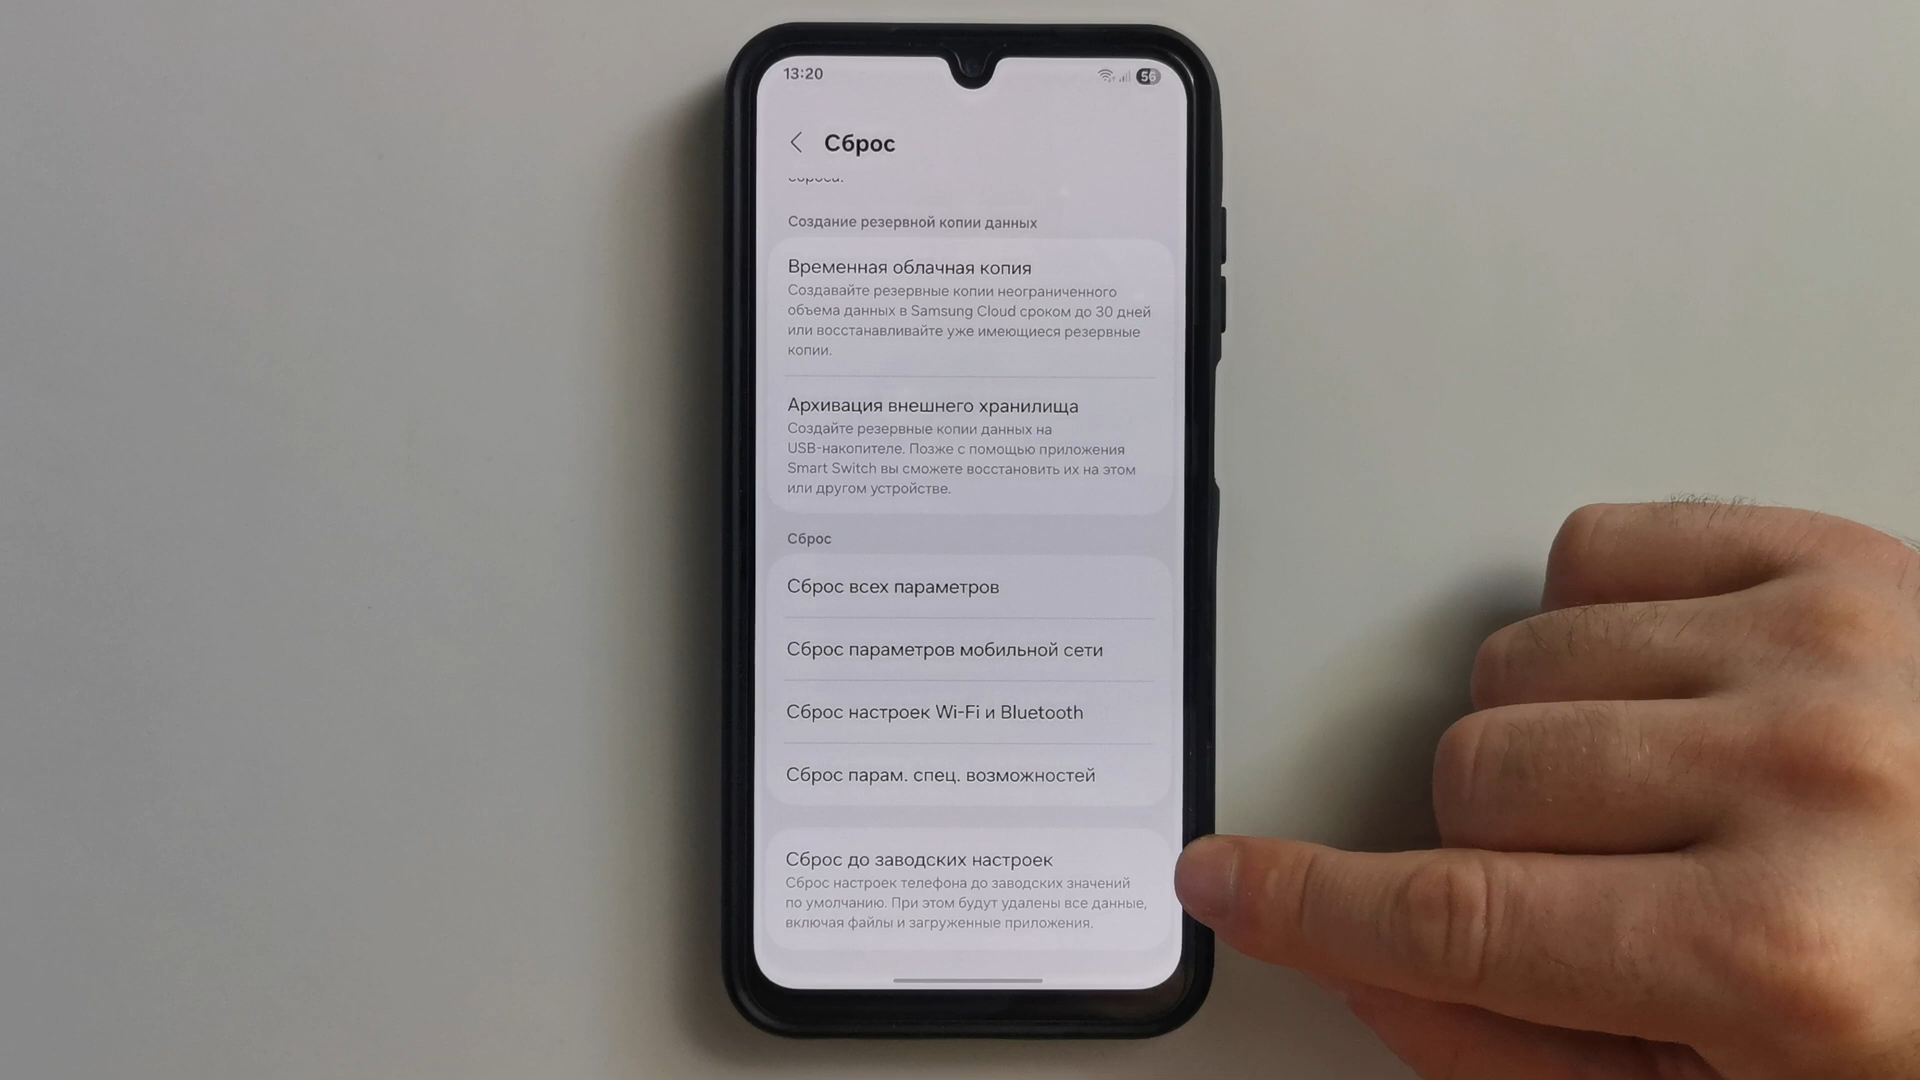 13:20
56
Сброс
Создание резервной копии данных
Временная облачная копия
Создавайте резервные копии неограниченного
объема данных в Samsung Cloud сроком до 30 дней
или восстанавливайте уже имеющиеся резервные
копии.
Архивация внешнего хранилища
Создайте резервные копии данных на
USB-накопителе. Позже с помощью приложения
Smart Switch вы сможете восстановить их на этом
или другом устройстве.
Сброс
Сброс всех параметров
Сброс параметров мобильной сети
Сброс настроек Wi-Fi и Bluetooth
Сброс парам. спец. возможностей
Сброс до заводских настроек
Сброс настроек телефона до заводских значений
по умолчанию. При этом будут удалены все данные,
включая файлы и загруженные приложения.